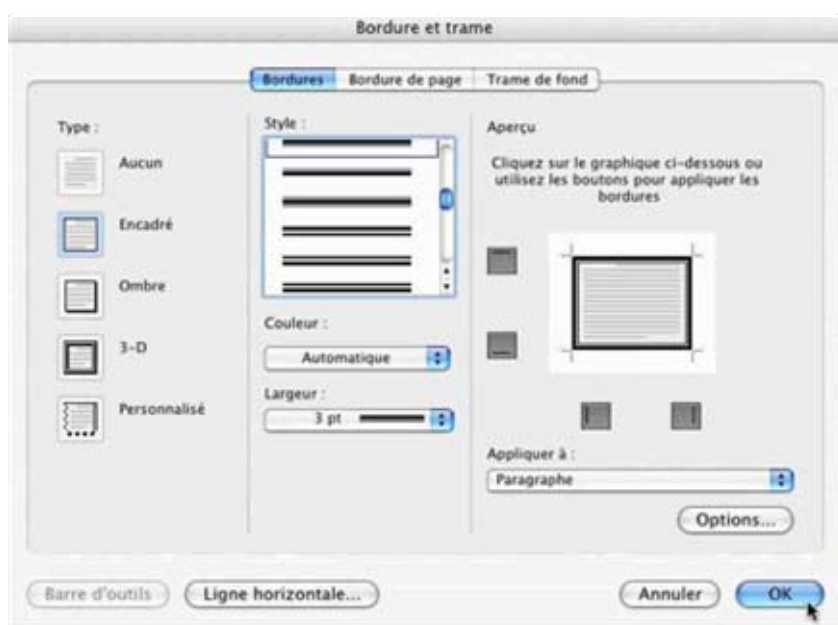 Bordure et trame
Bordures Bordure de page Trame de fond
Type :
Aucun
Encadré
Ombre
3-D
Personnalisé
Style :
Couleur :
Automatique
Largeur :
3 pt
Aperçu
Cliquez sur le graphique ci-dessous ou
utilisez les boutons pour appliquer les
bordures
Appliquer à :
Paragraphe
Options...
Barre d'outils
Ligne horizontale...
Annuler
OK